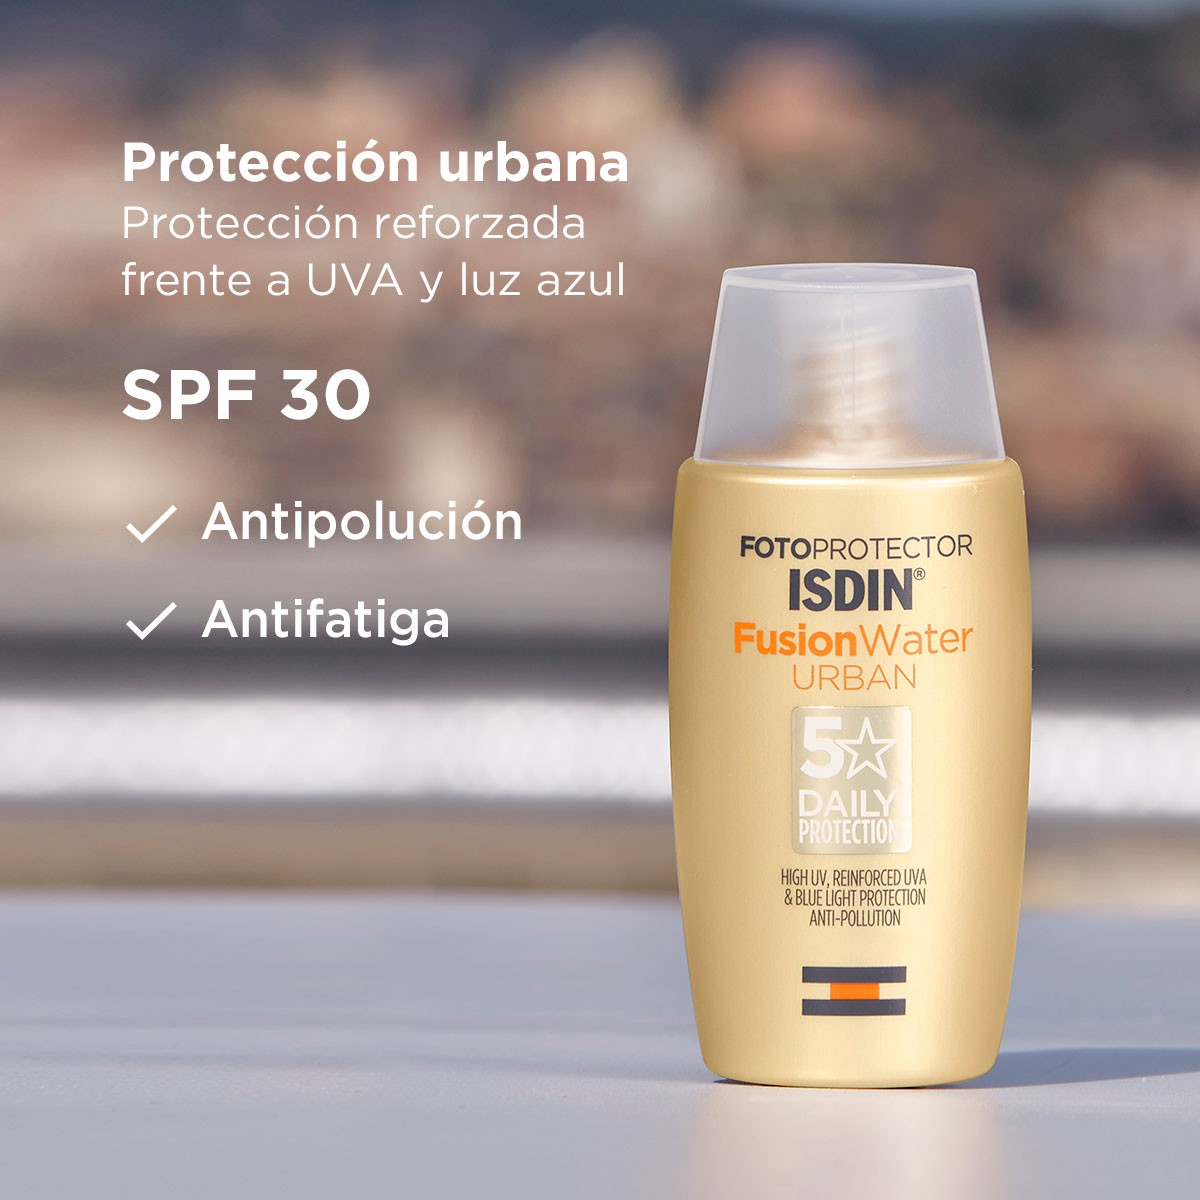 Protección urbana
Protección reforzada
frente a UVA y luz azul
SPF 30
Antipolución
Antifatiga
FOTOPROTECTOR
ISDIN®
FusionWater
URBAN
5☆
DAILY
PROTECTION
HIGH UV, REINFORCED UVA
& BLUE LIGHT PROTECTION
ANTI-POLLUTION